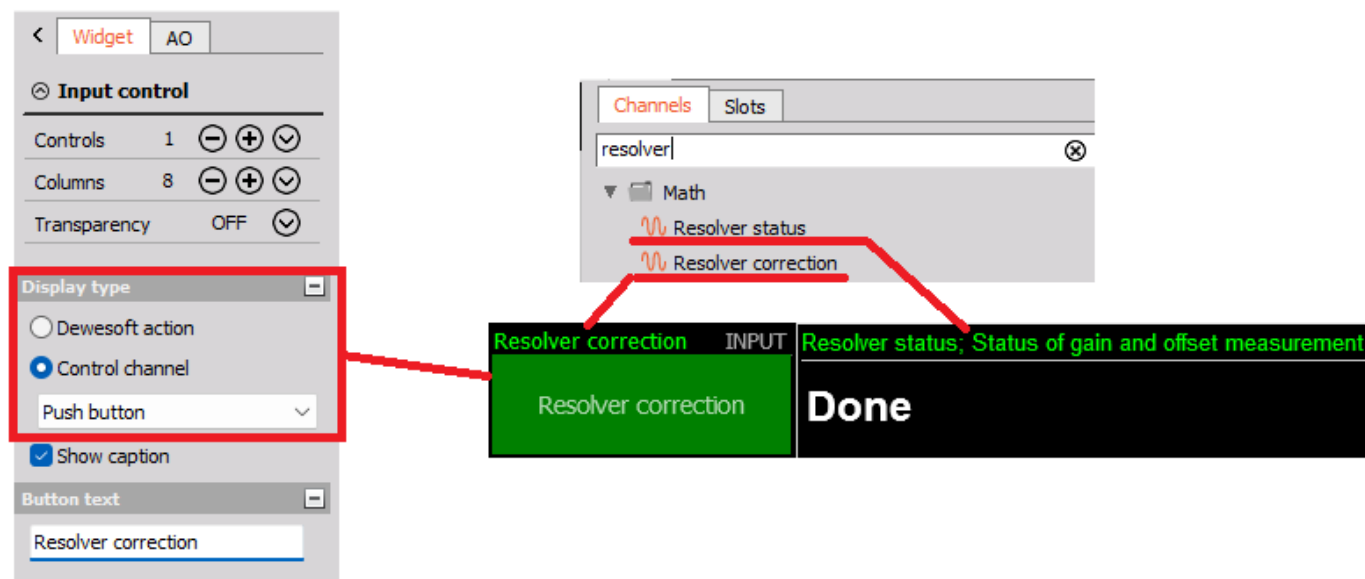 Widget AO
Input control
Controls 1
Columns 8
Transparency OFF
Display type
Dewesoft action
Control channel
Push button
Show caption
Button text
Resolver correction
Channels Slots
resolver
Math
Resolver status
Resolver correction
Resolver correction INPUT
Resolver correction
Resolver status; Status of gain and offset measurement
Done